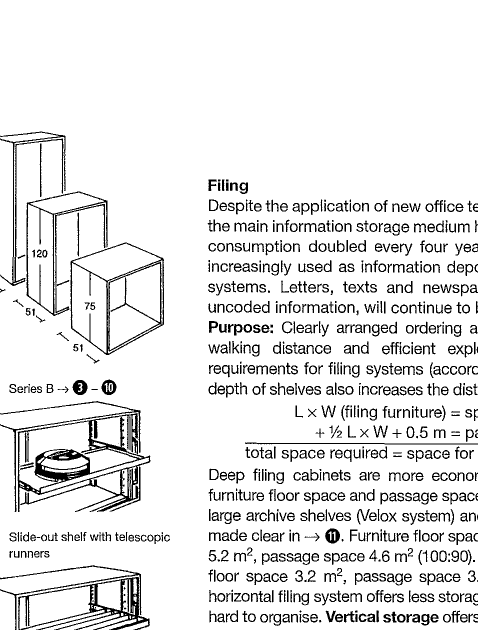 120
75
51
51
Series B → ❸ – ❿
Slide-out shelf with telescopic
runners
Filing
Despite the application of new office te
the main information storage medium h
consumption doubled every four yea
increasingly used as information depo
systems. Letters, texts and newspa
uncoded information, will continue to b
Purpose: Clearly arranged ordering a
walking distance and efficient explo
requirements for filing systems (accord
depth of shelves also increases the dist
L × W (filing furniture) = sp
+ ½ L × W + 0.5 m = pa
total space required = space for
Deep filing cabinets are more econom
furniture floor space and passage space
large archive shelves (Velox system) and
made clear in → ⓫. Furniture floor spac
5.2 m², passage space 4.6 m² (100:90).
floor space 3.2 m², passage space 3.
horizontal filing system offers less storag
hard to organise. Vertical storage offers